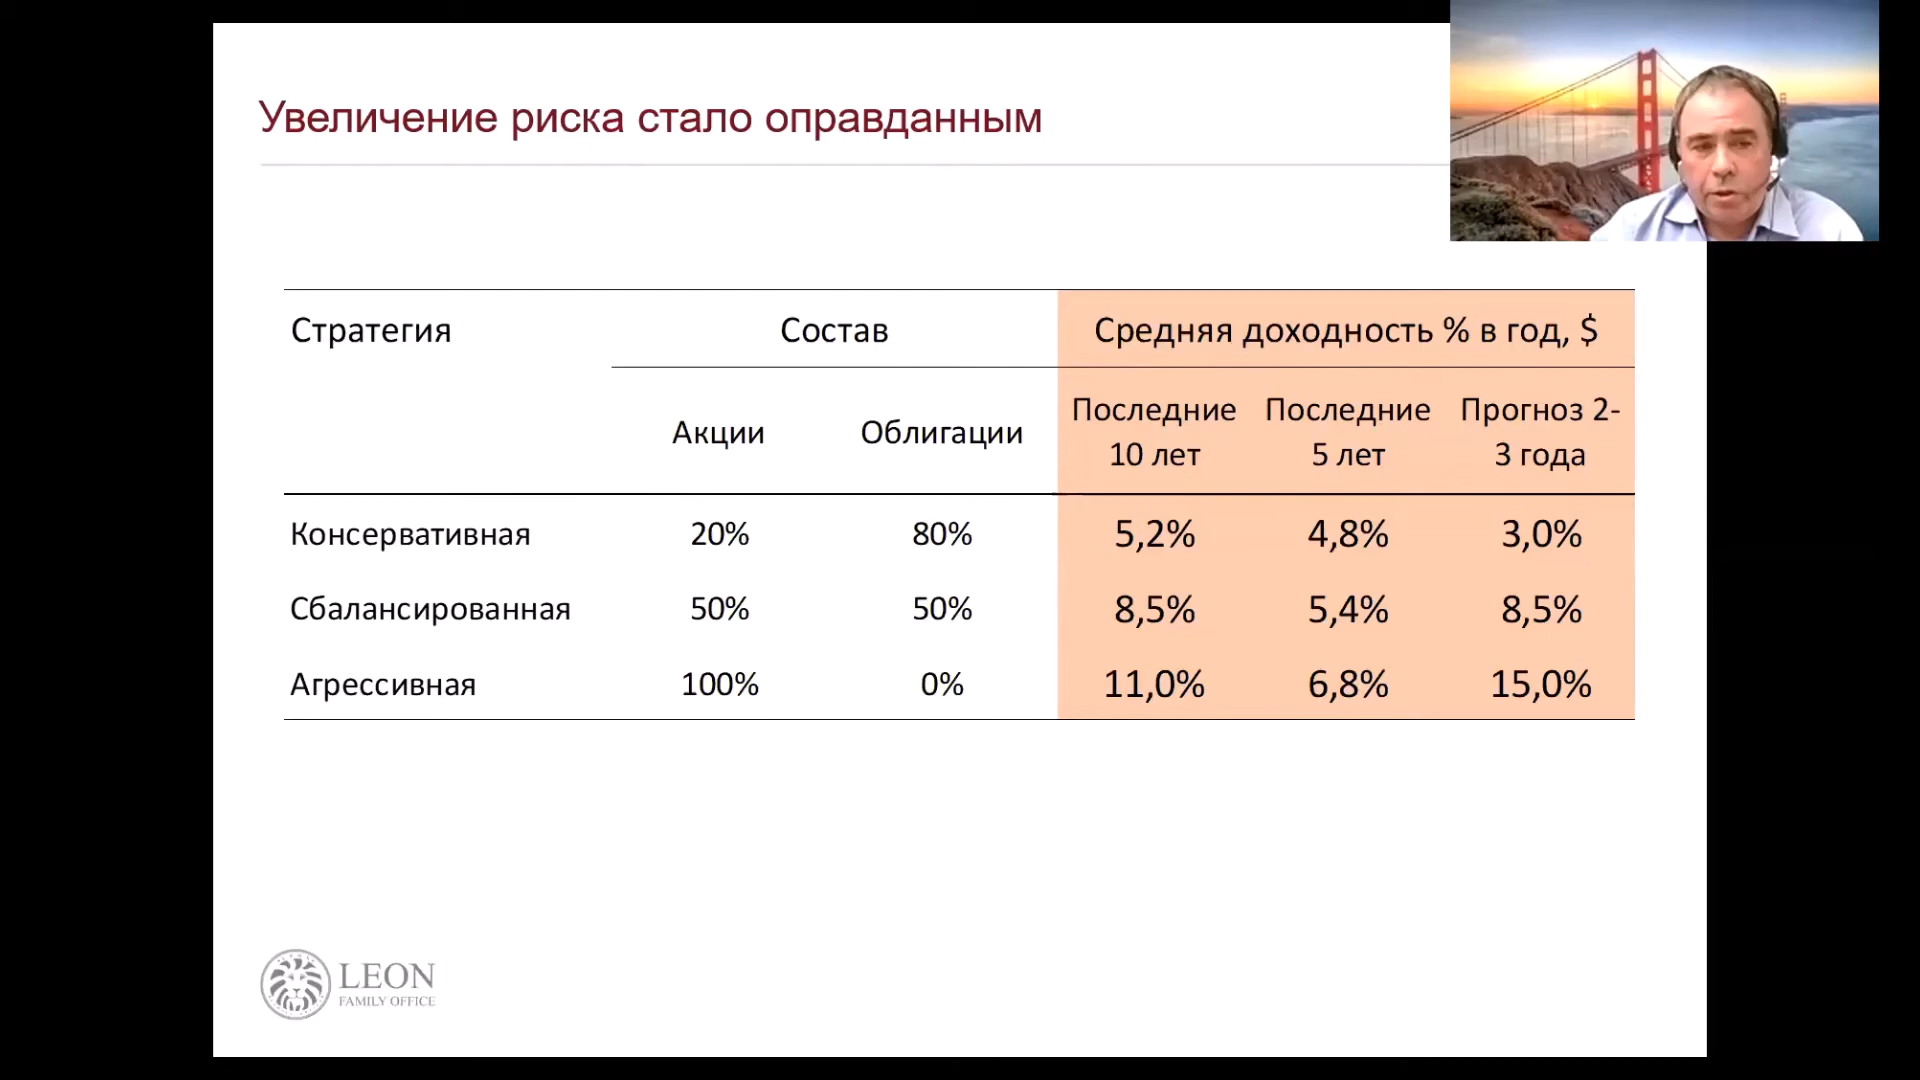 Увеличение риска стало оправданным
Стратегия Состав Средняя доходность % в год, $
Акции Облигации Последние 10 лет Последние 5 лет Прогноз 2-3 года
Консервативная 20% 80% 5,2% 4,8% 3,0%
Сбалансированная 50% 50% 8,5% 5,4% 8,5%
Агрессивная 100% 0% 11,0% 6,8% 15,0%
LEON
FAMILY OFFICE